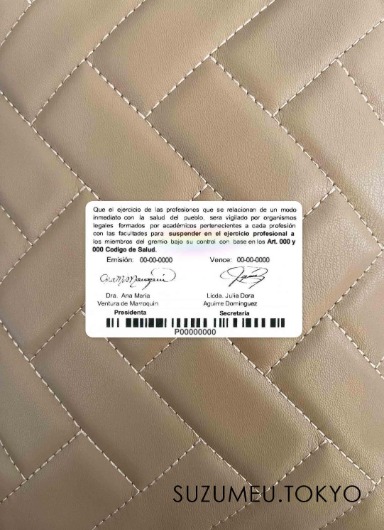 Que el ejercicio de las profesiones que se relacionan de un modo
inmediato con la salud del pueblo, sera vigilado por organismos
legales formados por académicos pertenecientes a cada profesión
con las facultades para suspender en el ejercicio profesional a
los miembros del gremio bajo su control con base en los Art. 000 y
000 Codigo de Salud.
Emisión: 00-00-0000 Vence: 00-00-0000
Dra. Ana Maria Licda. Julia Dora
Ventura de Marroquin Aguirre Dominguez
Presidenta Secretaria
P00000000
SUZUMEU.TOKYO